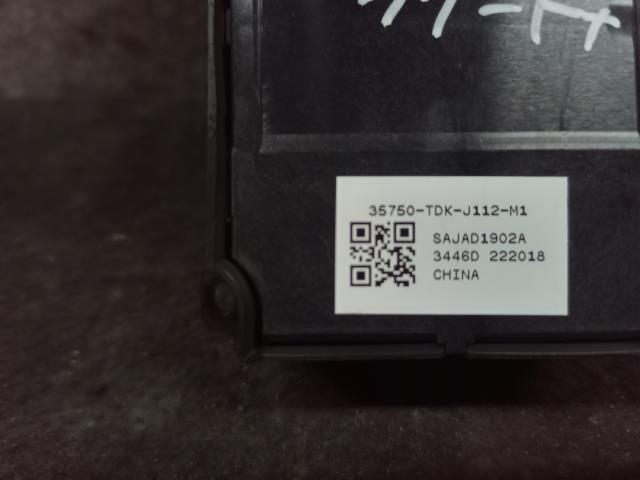 35750-TDK-J112-M1
SAJAD1902A
3446D 222018
CHINA